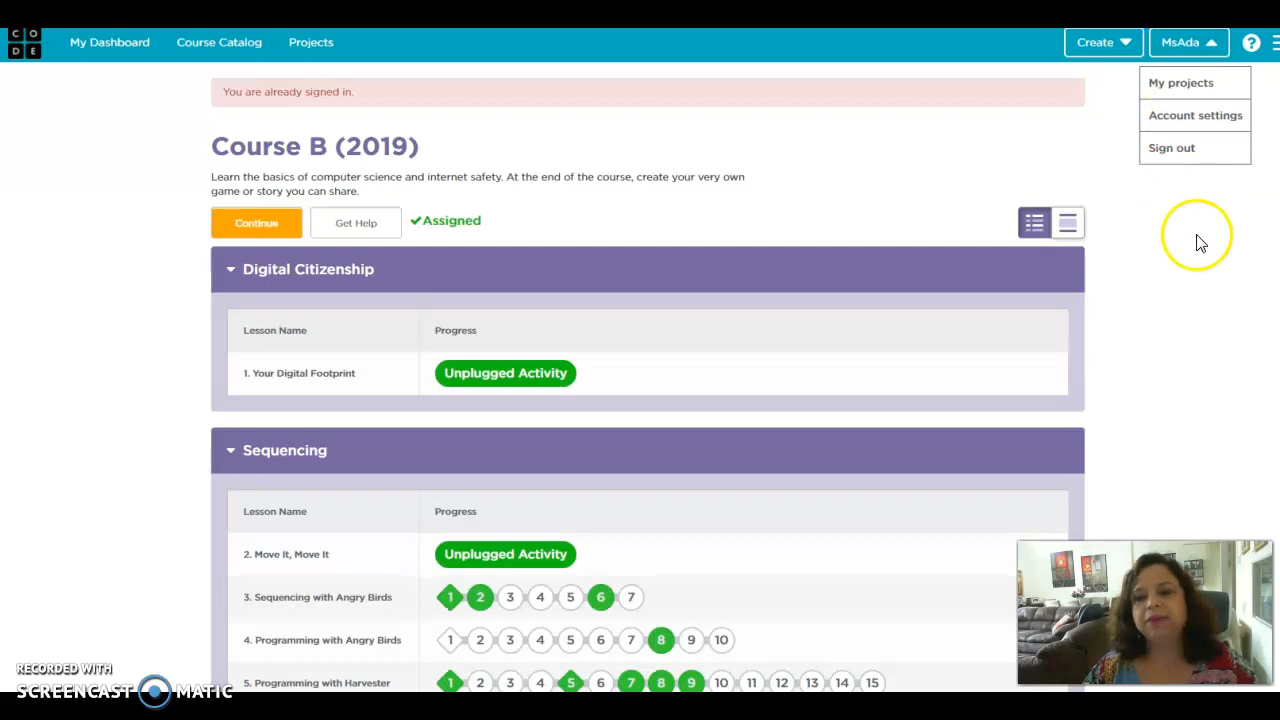 C O
D E
My Dashboard
Course Catalog
Projects
Create
MsAda
?
My projects
Account settings
Sign out
You are already signed in.
Course B (2019)
Learn the basics of computer science and internet safety. At the end of the course, create your very own
game or story you can share.
Continue
Get Help
Assigned
Digital Citizenship
Lesson Name
Progress
1. Your Digital Footprint
Unplugged Activity
Sequencing
Lesson Name
Progress
2. Move It, Move It
Unplugged Activity
3. Sequencing with Angry Birds
1 2 3 4 5 6 7
4. Programming with Angry Birds
1 2 3 4 5 6 7 8 9 10
5. Programming with Harvester
1 2 3 4 5 6 7 8 9 10 11 12 13 14 15
RECORDED WITH
SCREENCAST MATIC